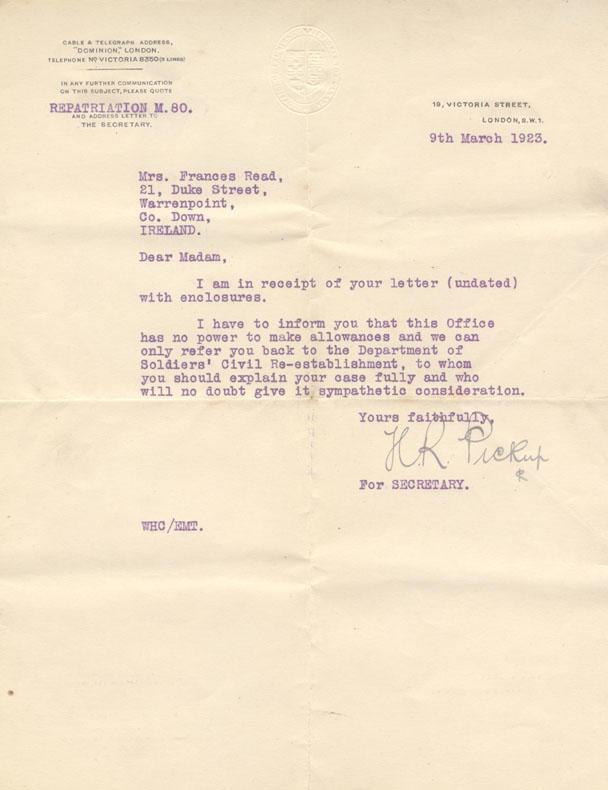 CABLE & TELEGRAPH ADDRESS,
"DOMINION," LONDON.
TELEPHONE Nº VICTORIA 8350 (5 LINES)
IN ANY FURTHER COMMUNICATION
ON THIS SUBJECT, PLEASE QUOTE
REPATRIATION M.80.
AND ADDRESS LETTER TO
THE SECRETARY.
19, VICTORIA STREET,
LONDON, S.W.1.
9th March 1923.
Mrs. Frances Read,
21, Duke Street,
Warrenpoint,
Co. Down,
IRELAND.
Dear Madam,
I am in receipt of your letter (undated)
with enclosures.
I have to inform you that this Office
has no power to make allowances and we can
only refer you back to the Department of
Soldiers' Civil Re-establishment, to whom
you should explain your case fully and who
will no doubt give it sympathetic consideration.
Yours faithfully,
H.R. Pickup
For SECRETARY.
WHC/EMT.